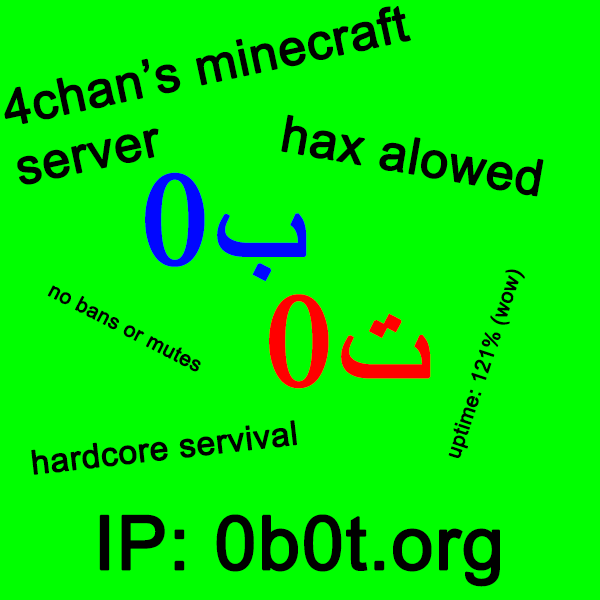 4chan’s minecraft
server
hax alowed
0ب
0ت
no bans or mutes
uptime: 121% (wow)
hardcore servival
IP: 0b0t.org